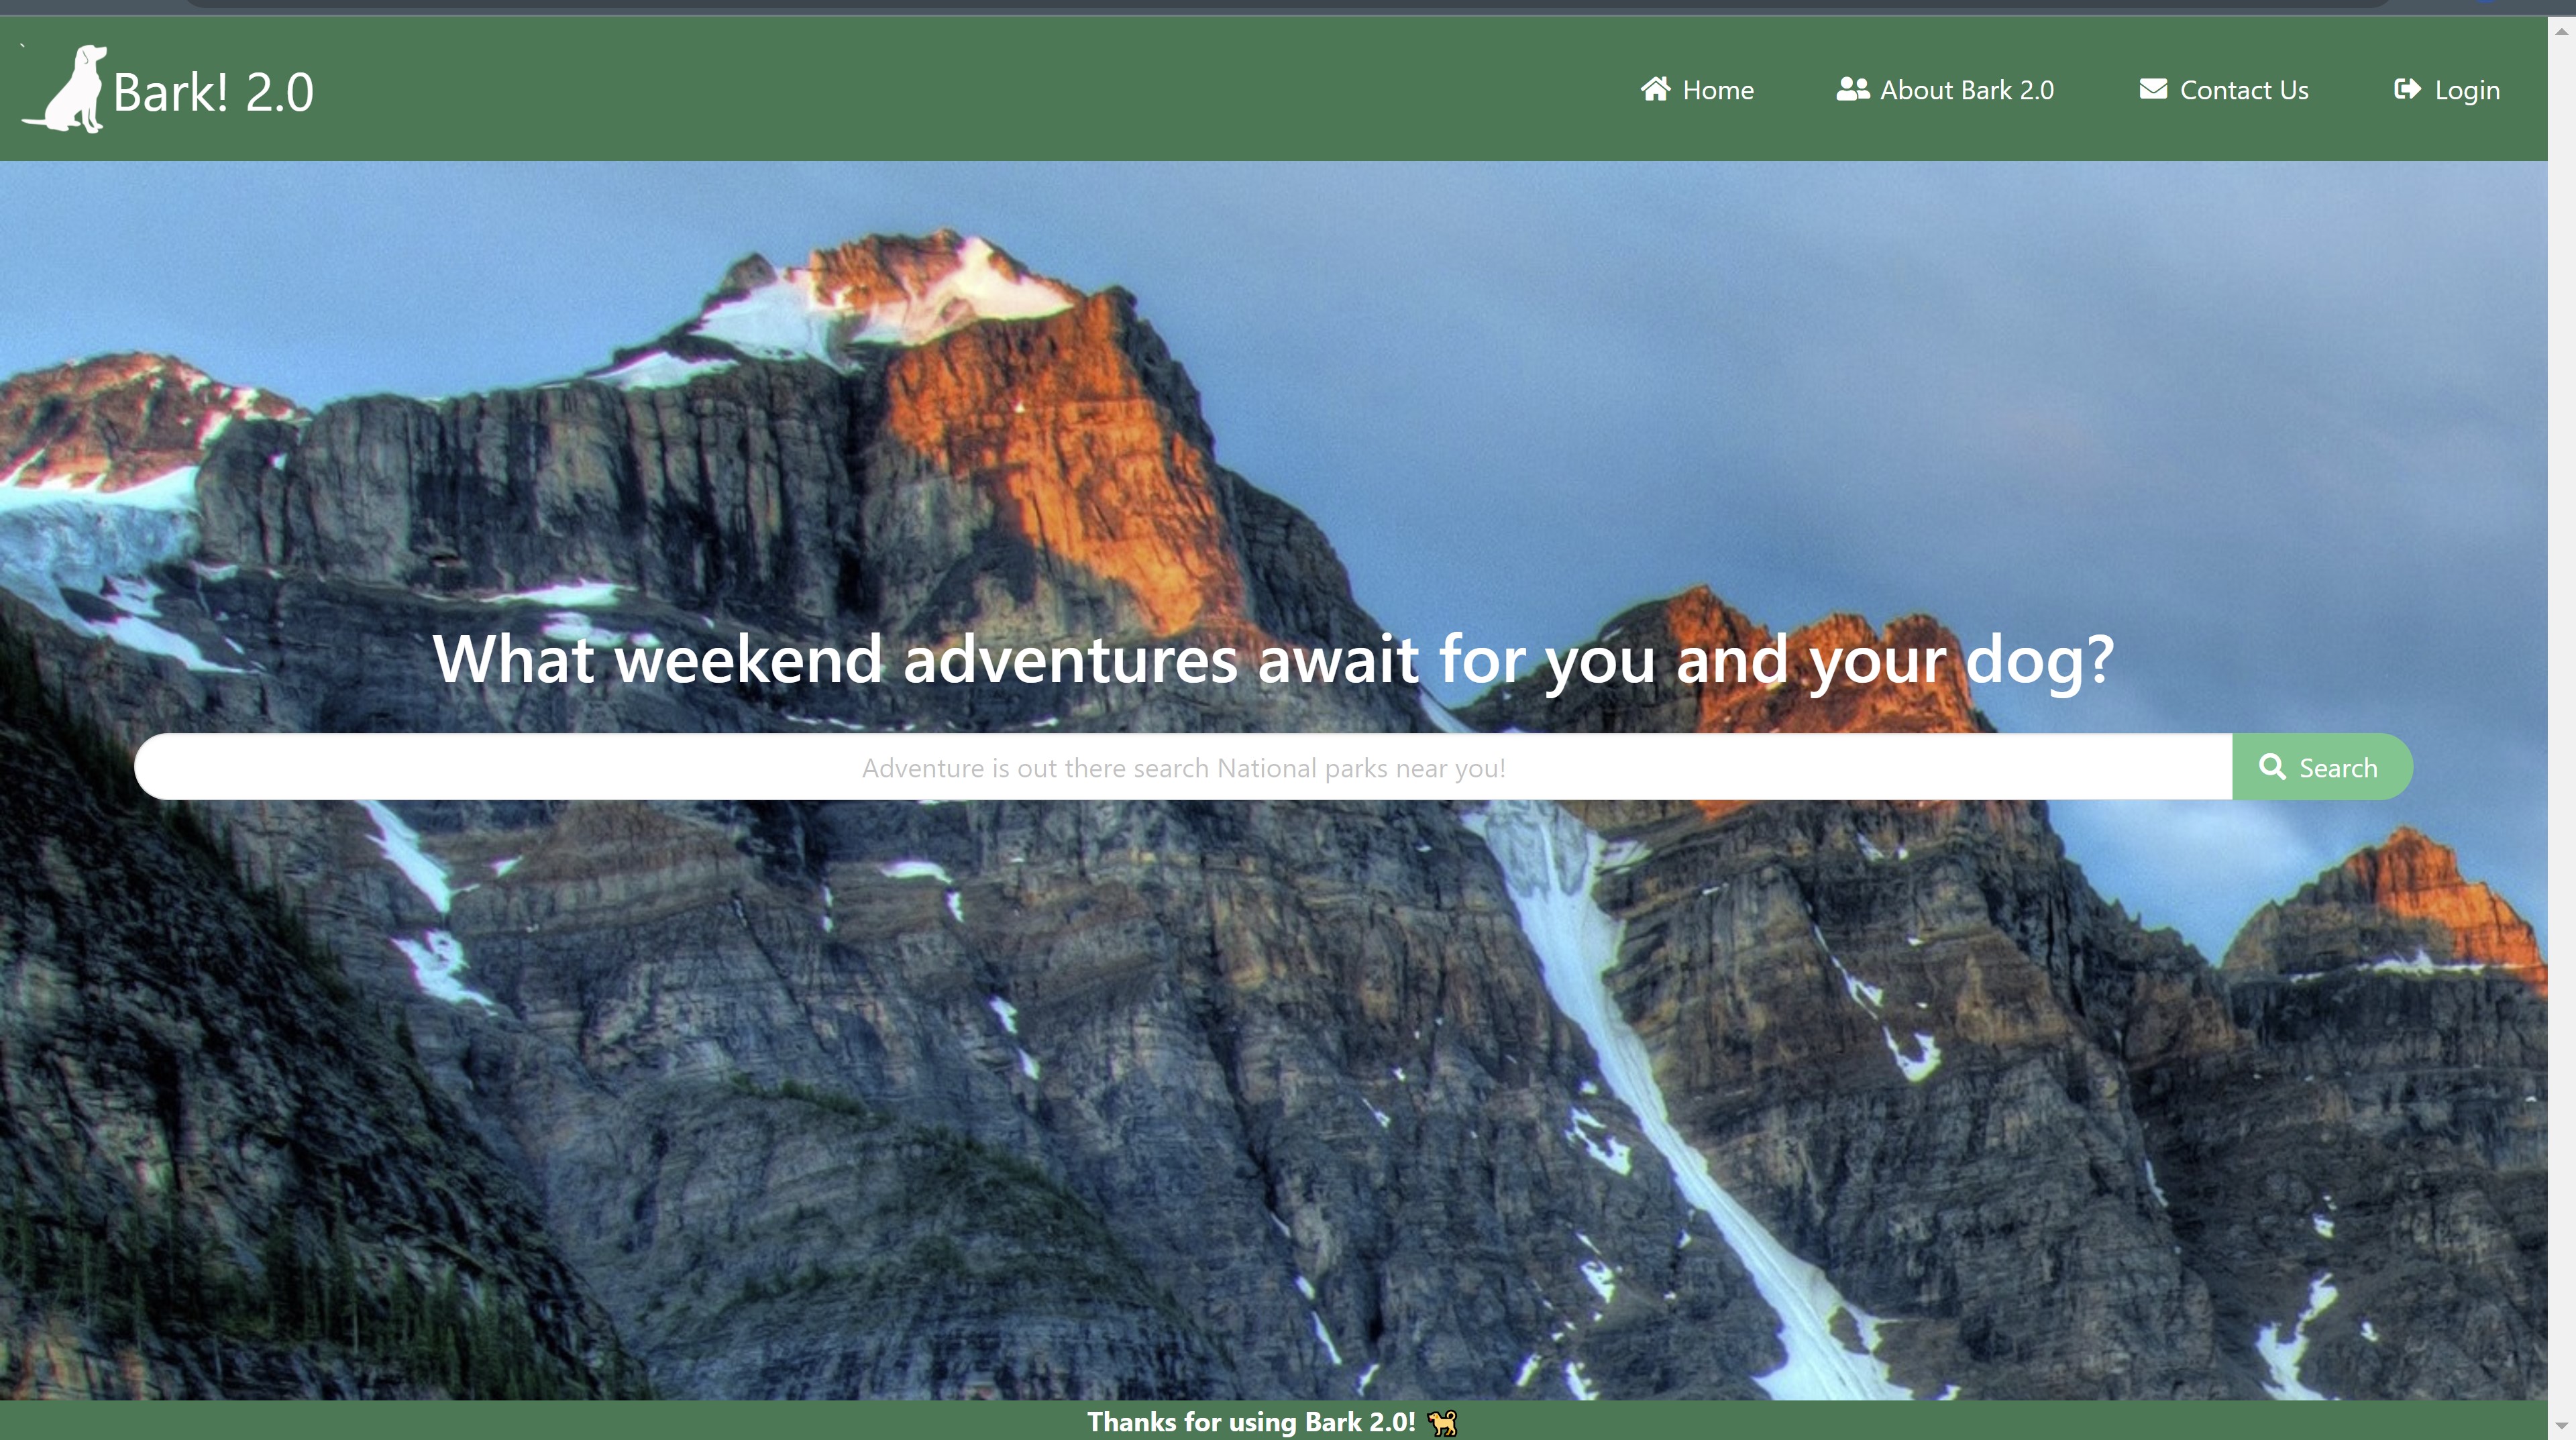 Bark! 2.0
Home
About Bark 2.0
Contact Us
Login
What weekend adventures await for you and your dog?
Adventure is out there search National parks near you!
Search
Thanks for using Bark 2.0! 🐕